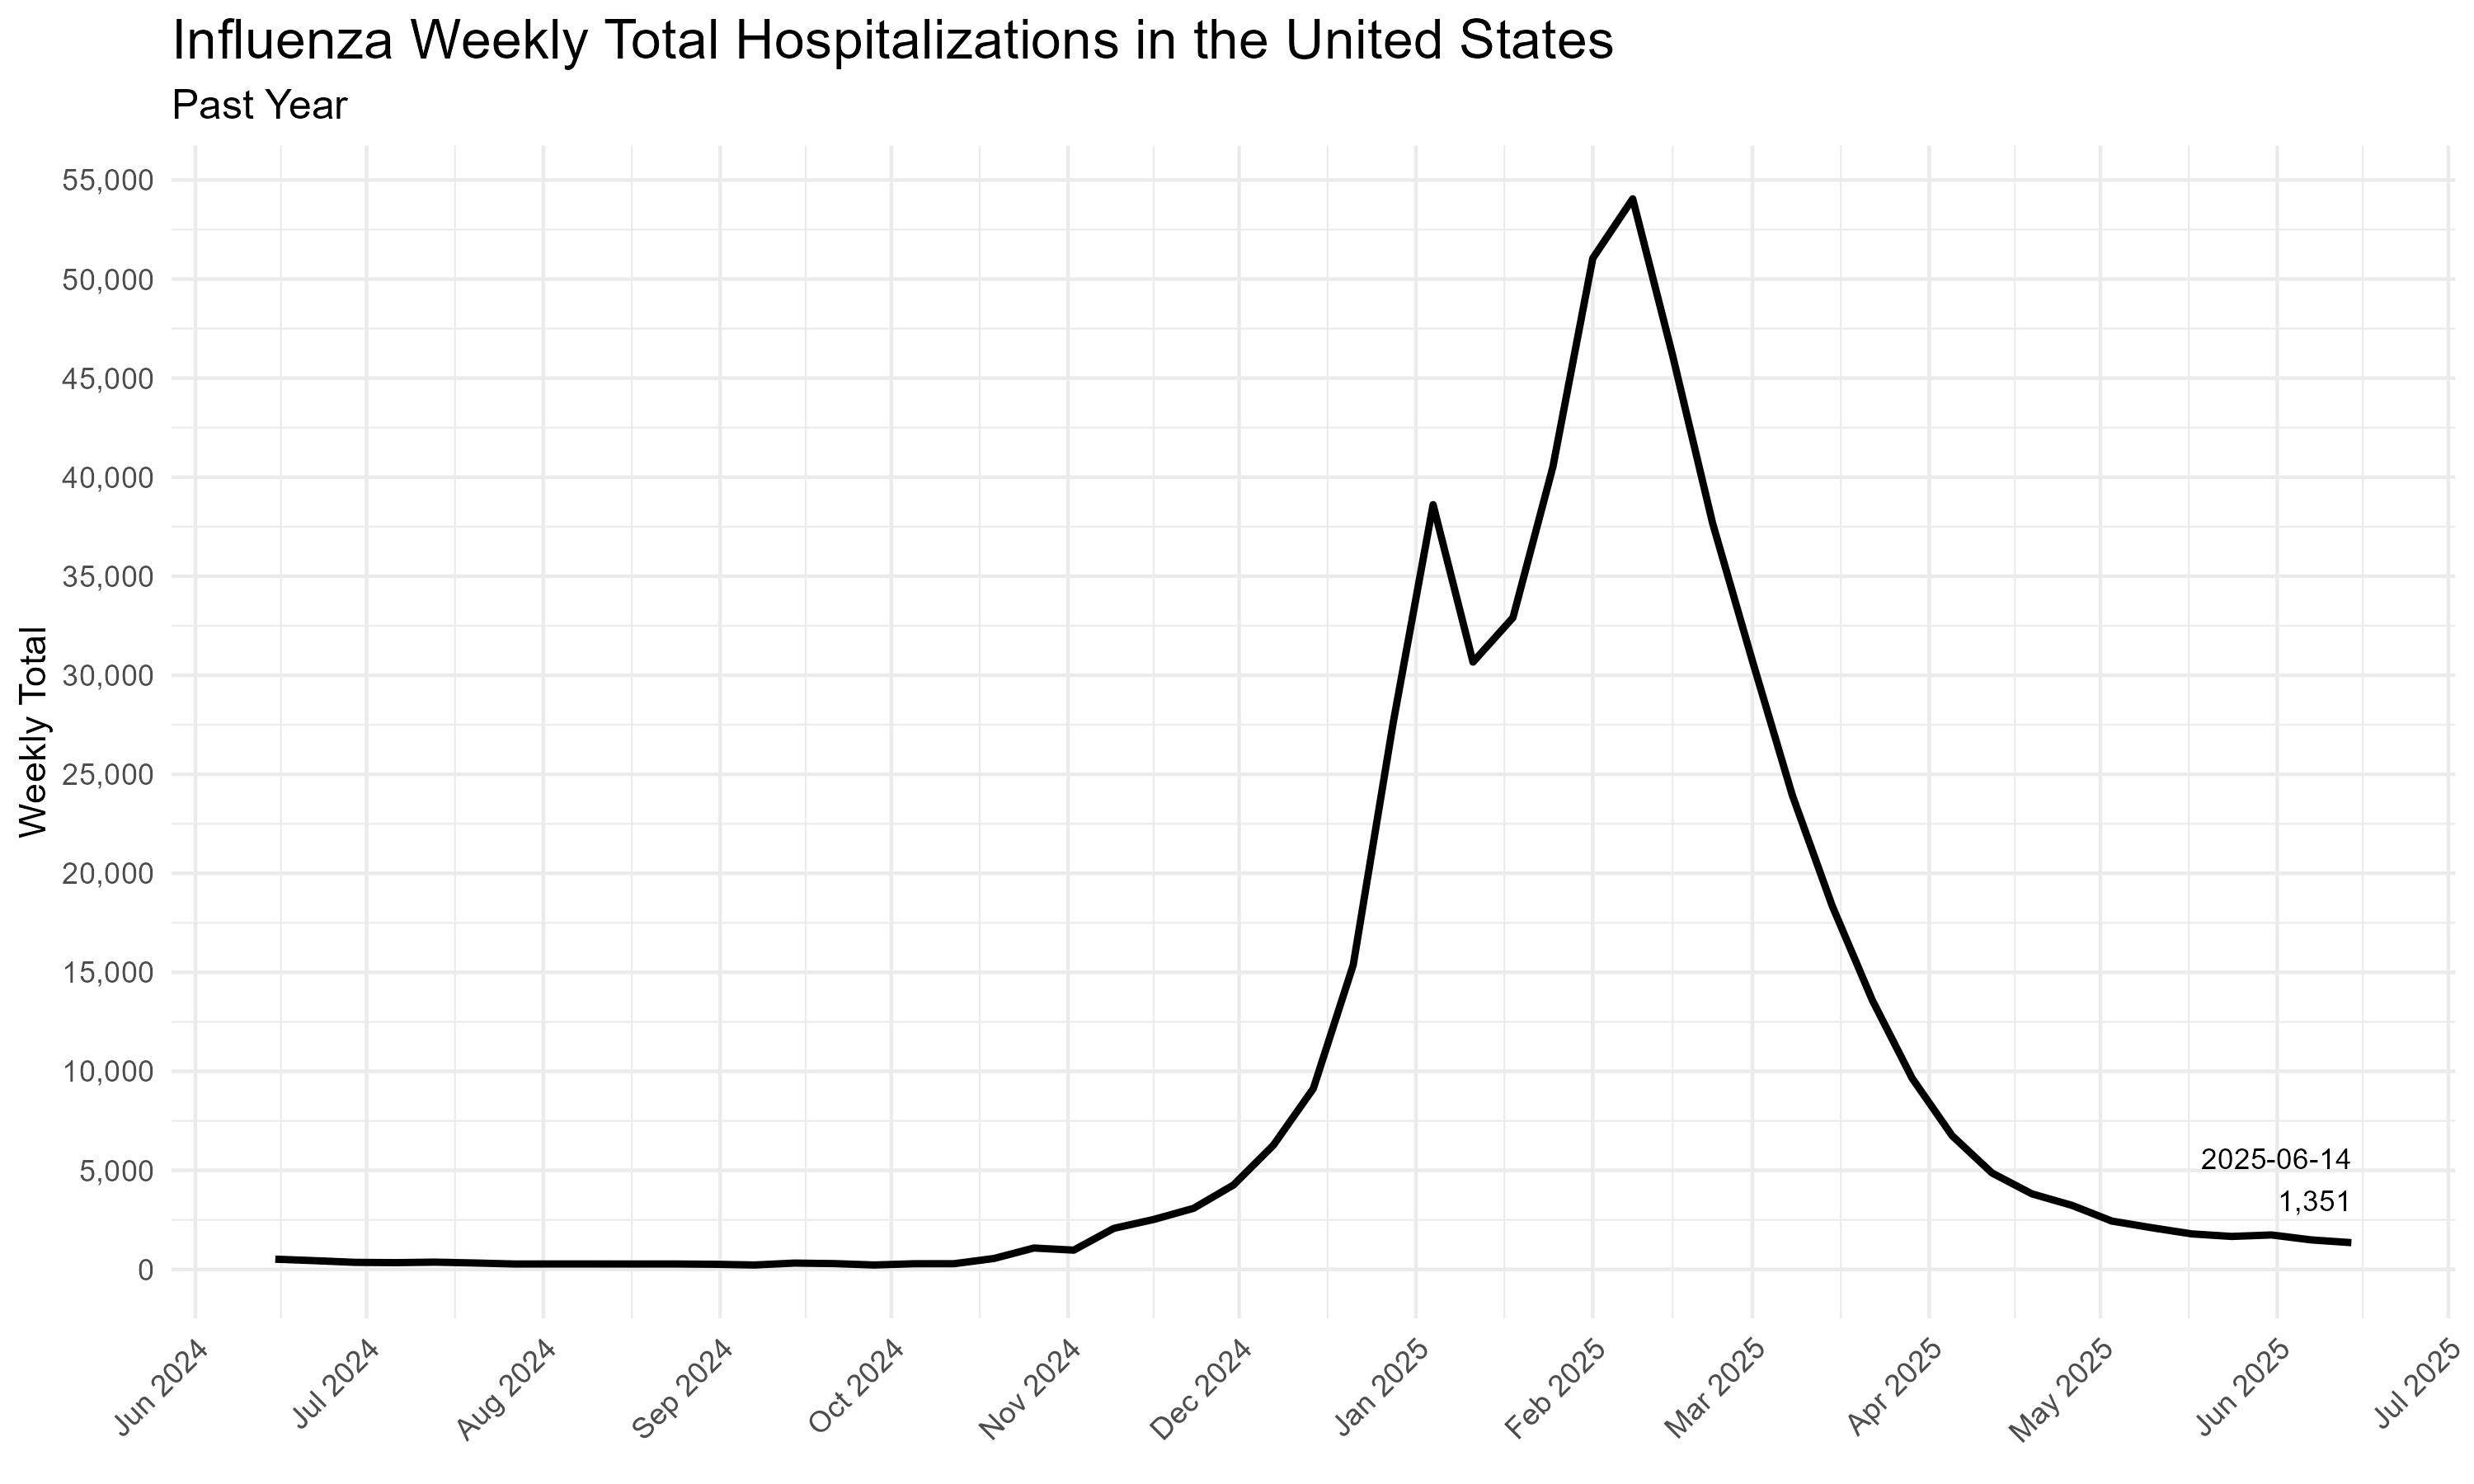 Influenza Weekly Total Hospitalizations in the United States
Past Year
Weekly Total
55,000
50,000
45,000
40,000
35,000
30,000
25,000
20,000
15,000
10,000
5,000
0
2025-06-14
1,351
Jun 2024
Jul 2024
Aug 2024
Sep 2024
Oct 2024
Nov 2024
Dec 2024
Jan 2025
Feb 2025
Mar 2025
Apr 2025
May 2025
Jun 2025
Jul 2025